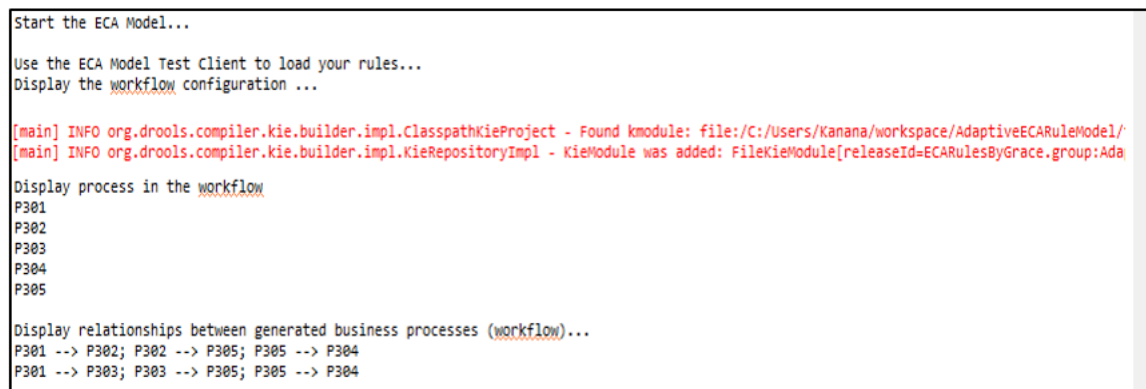 Start the ECA Model...
Use the ECA Model Test Client to load your rules...
Display the workflow configuration ...
[main] INFO org.drools.compiler.kie.builder.impl.ClasspathKieProject - Found kmodule: file:/C:/Users/Kanana/workspace/AdaptiveECARuleModel/
[main] INFO org.drools.compiler.kie.builder.impl.KieRepositoryImpl - KieModule was added: FileKieModule[releaseId=ECARulesByGrace.group:Ada
Display process in the workflow
P301
P302
P303
P304
P305
Display relationships between generated business processes (workflow)...
P301 --> P302; P302 --> P305; P305 --> P304
P301 --> P303; P303 --> P305; P305 --> P304